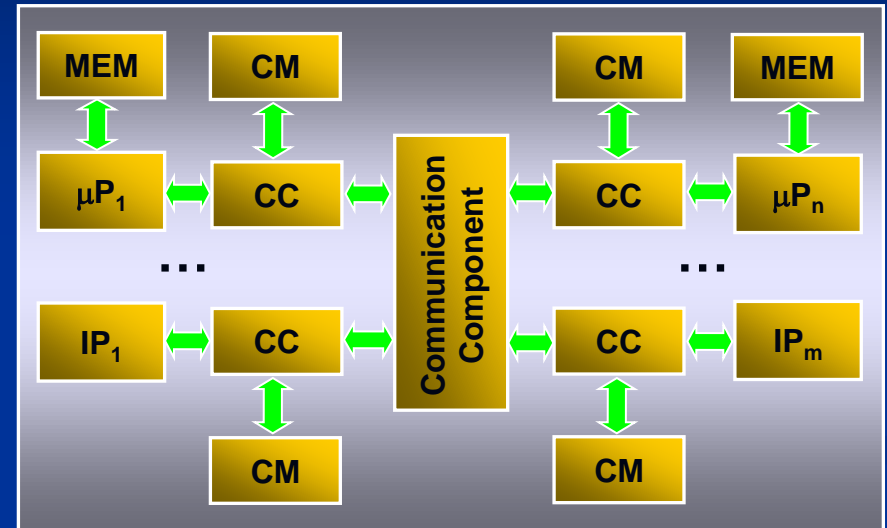 MEM
CM
CM
MEM
μP₁
CC
Communication
Component
CC
μPₙ
...
...
IP₁
CC
CC
IPₘ
CM
CM